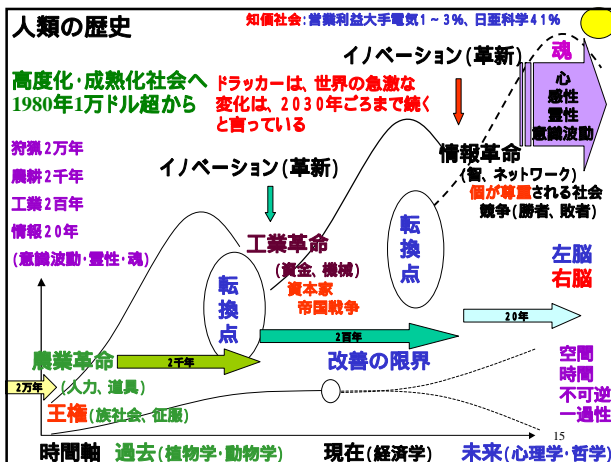 人類の歴史
知価社会:営業利益大手電気1~3%、日亜科学41%
イノベーション(革新)
魂
心
感性
霊性
意識波動
高度化・成熟化社会へ
1980年1万ドル超から
ドラッカーは、世界の急激な
変化は、2030年ごろまで続く
と言っている
狩猟2万年
農耕2千年
工業2百年
情報20年
(意識波動・霊性・魂)
イノベーション(革新)
情報革命
(智、ネットワーク)
個が尊重される社会
競争(勝者、敗者)
転換点
工業革命
(資金、機械)
資本家
帝国戦争
転換点
左脳
右脳
20年
2百年
2千年
農業革命
改善の限界
2万年
(人力、道具)
王権(族社会、征服)
空間
時間
不可逆
一過性
15
時間軸
過去(植物学・動物学)
現在(経済学)
未来(心理学・哲学)